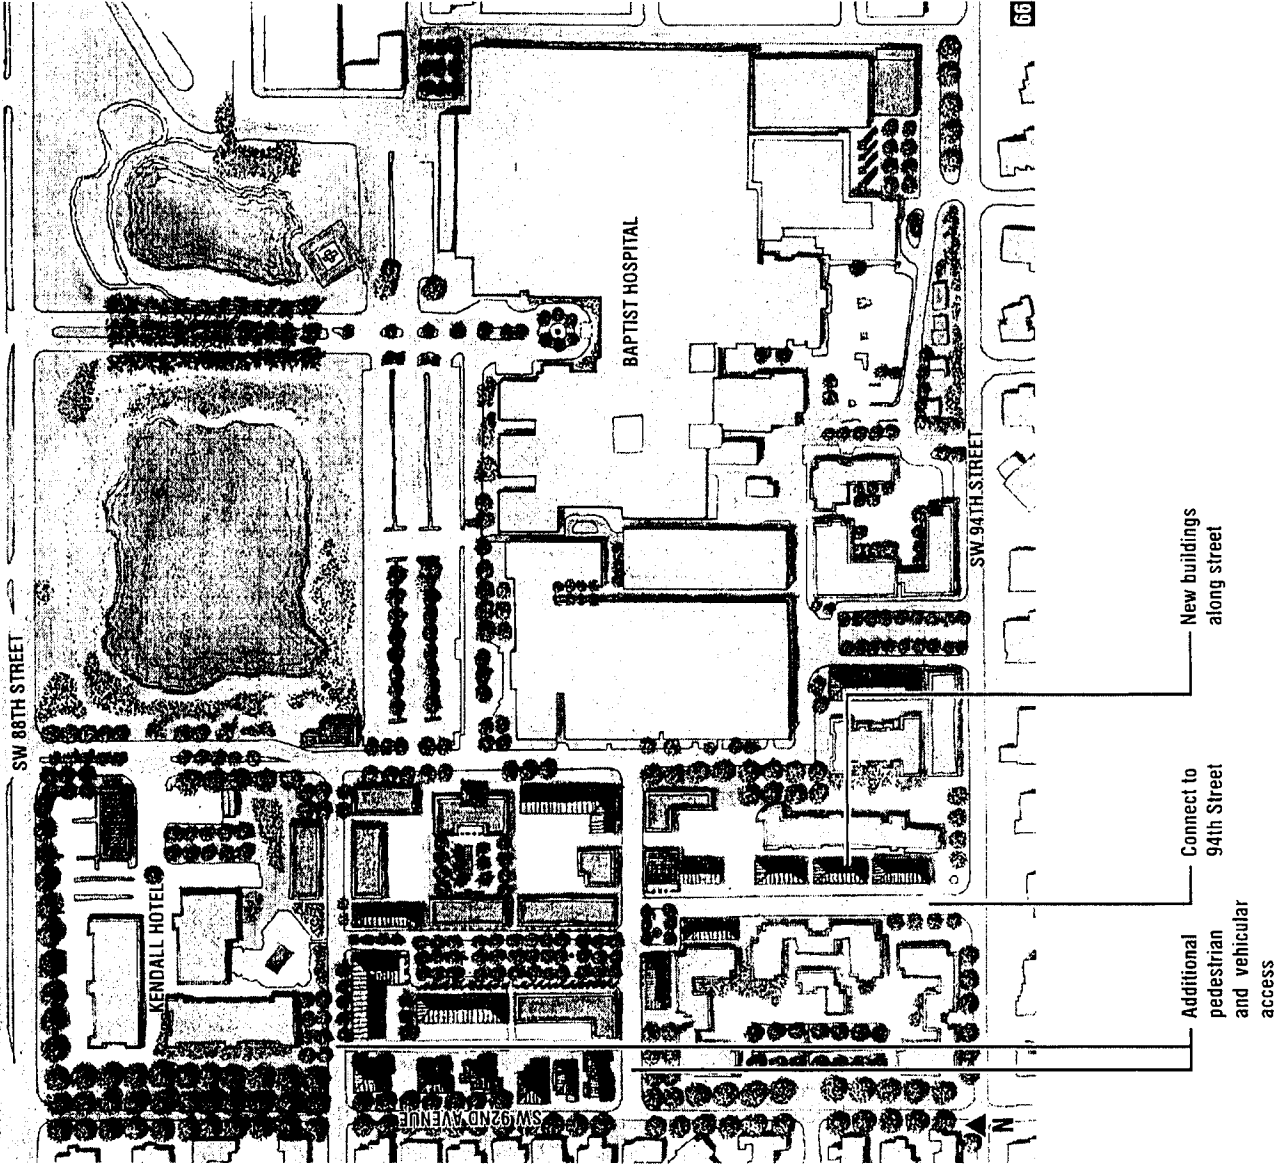 SW 88TH STREET
66
BAPTIST HOSPITAL
SW 94TH STREET
KENDALL HOTEL
SW 92ND AVENUE
New buildings
along street
Connect to
94th Street
Additional
pedestrian
and vehicular
access
N